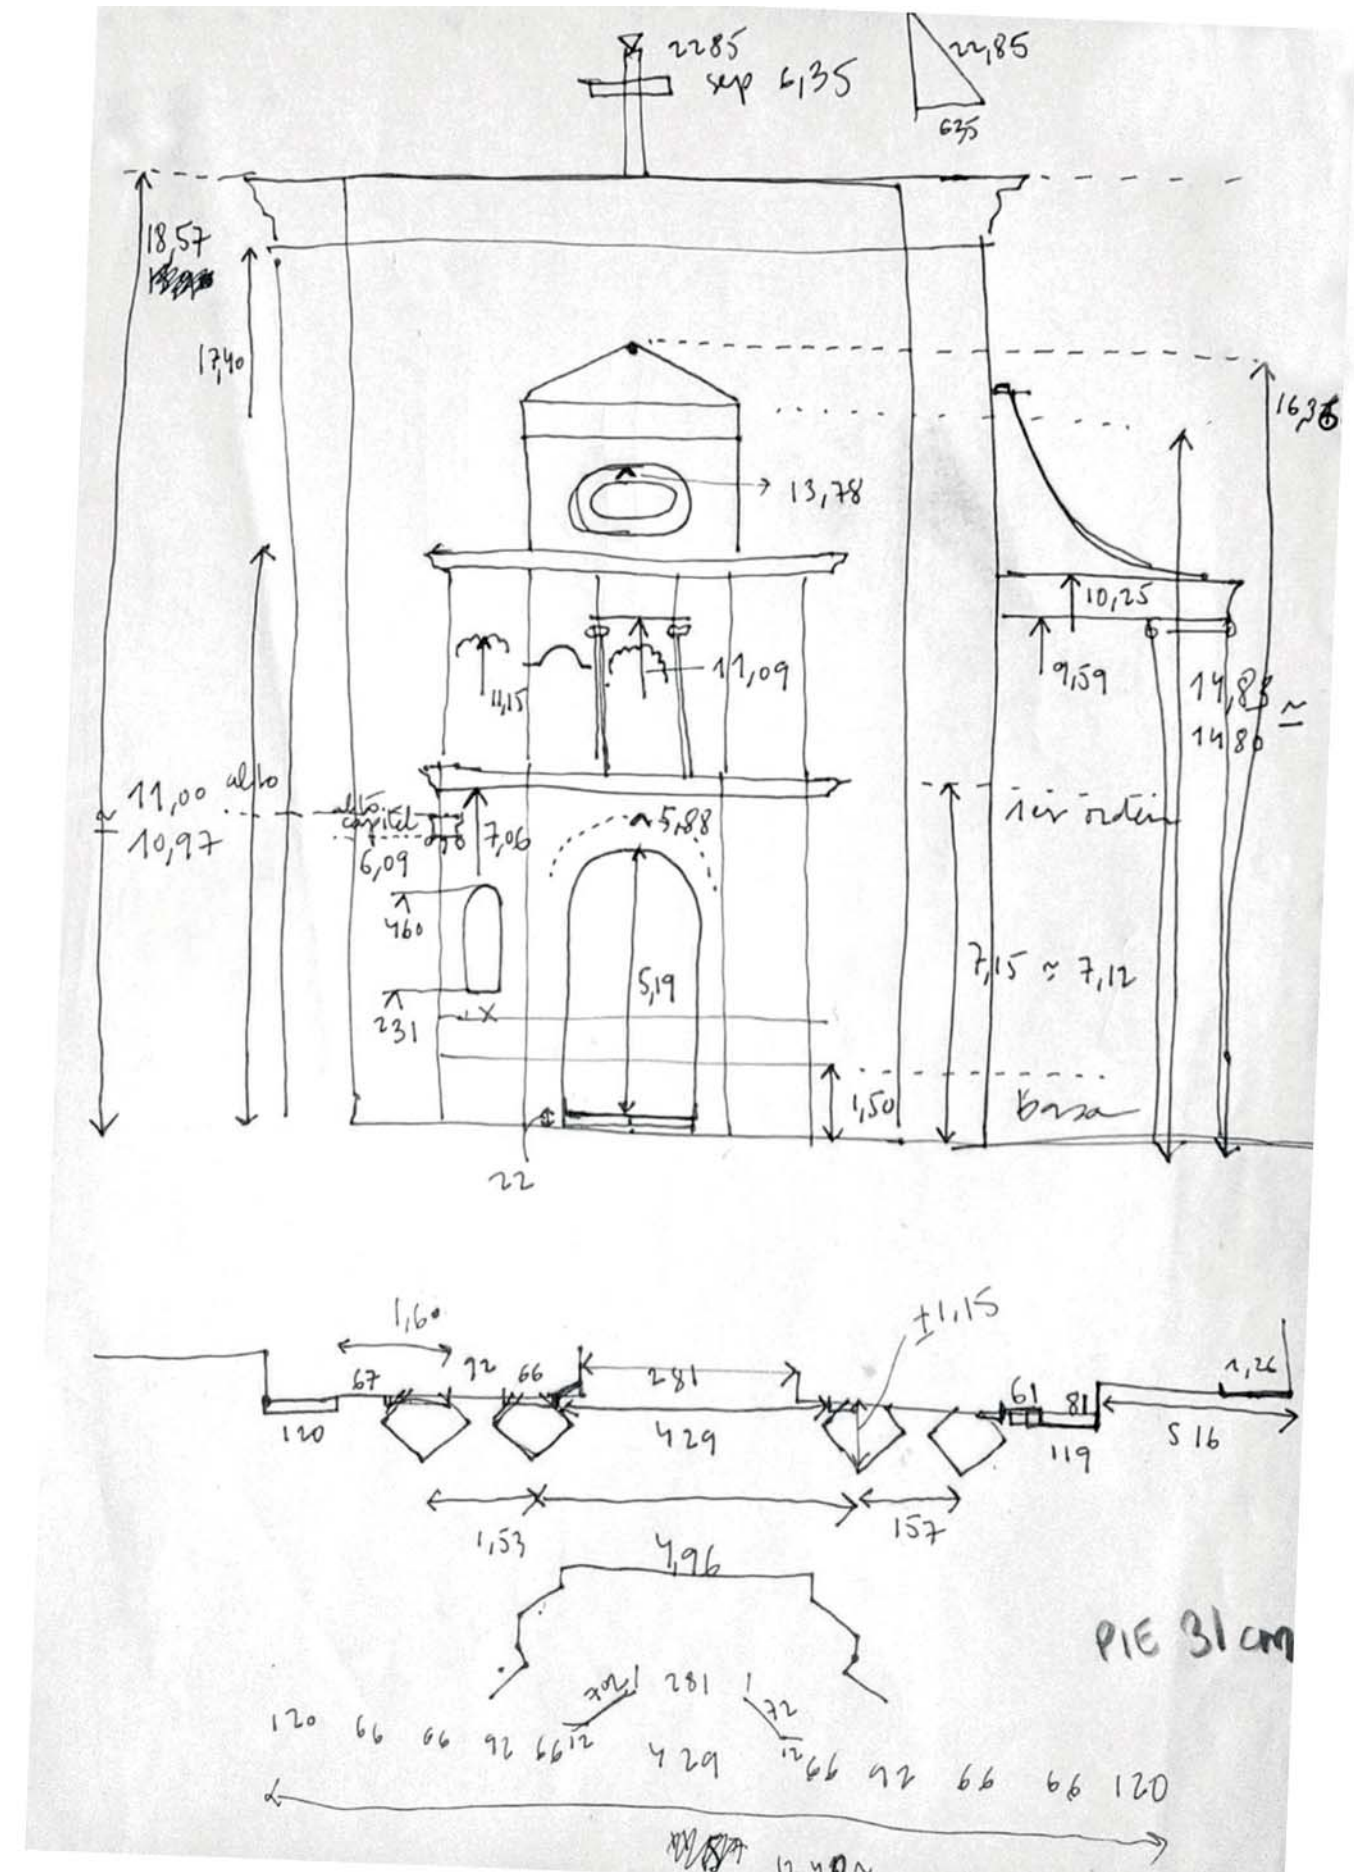 2285
sep 6,35
22,85
635
18,57
17,40
16,36
13,78
10,25
9,59
11,15
11,09
14,83 ≃
14,80
≃ 11,00 alto
10,97
alto
capitel
6,09
7,06
5,88
1er orden
460
231
5,19
7,15 ≃ 7,12
1,50
basa
22
±1,15
1,60
67 92 66 281 61 81 1,26
120 429 119 516
1,53 4,96 157
PIE 31 cm
281
72
12 12
120 66 66 92 66 429 66 92 66 66 120